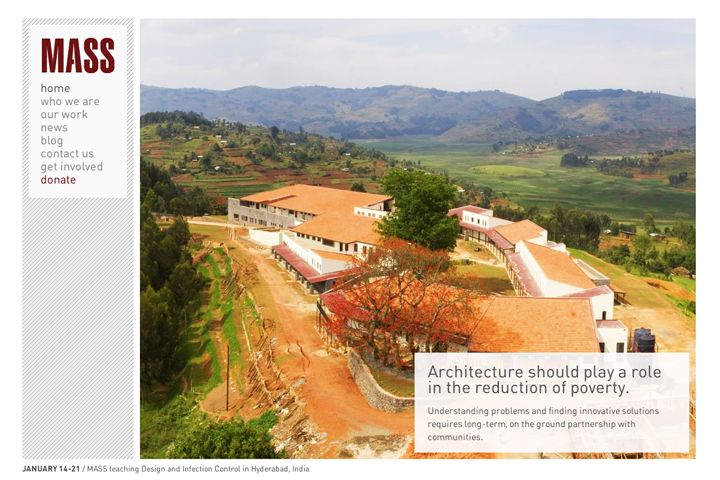 MASS
home
who we are
our work
news
blog
contact us
get involved
donate
Architecture should play a role
in the reduction of poverty.
Understanding problems and finding innovative solutions
requires long-term, on the ground partnership with
communities.
JANUARY 14-21 / MASS teaching Design and Infection Control in Hyderabad, India